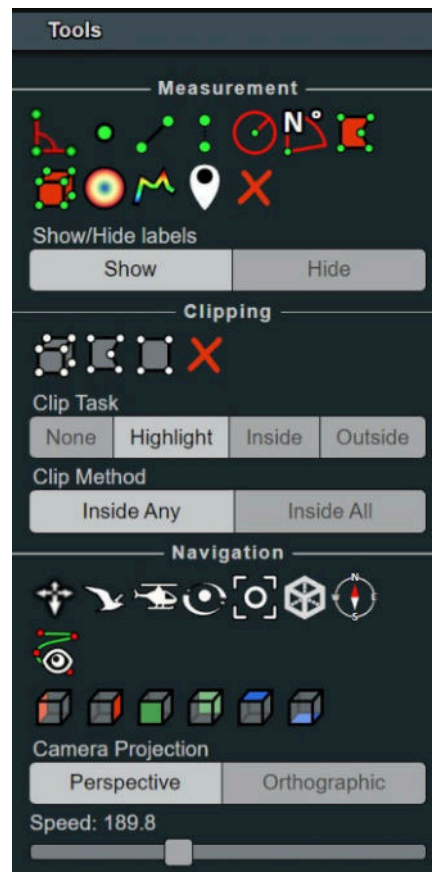 Tools
Measurement
N°
Show/Hide labels
Show Hide
Clipping
Clip Task
None Highlight Inside Outside
Clip Method
Inside Any Inside All
Navigation
N
W E
S
Camera Projection
Perspective Orthographic
Speed: 189.8